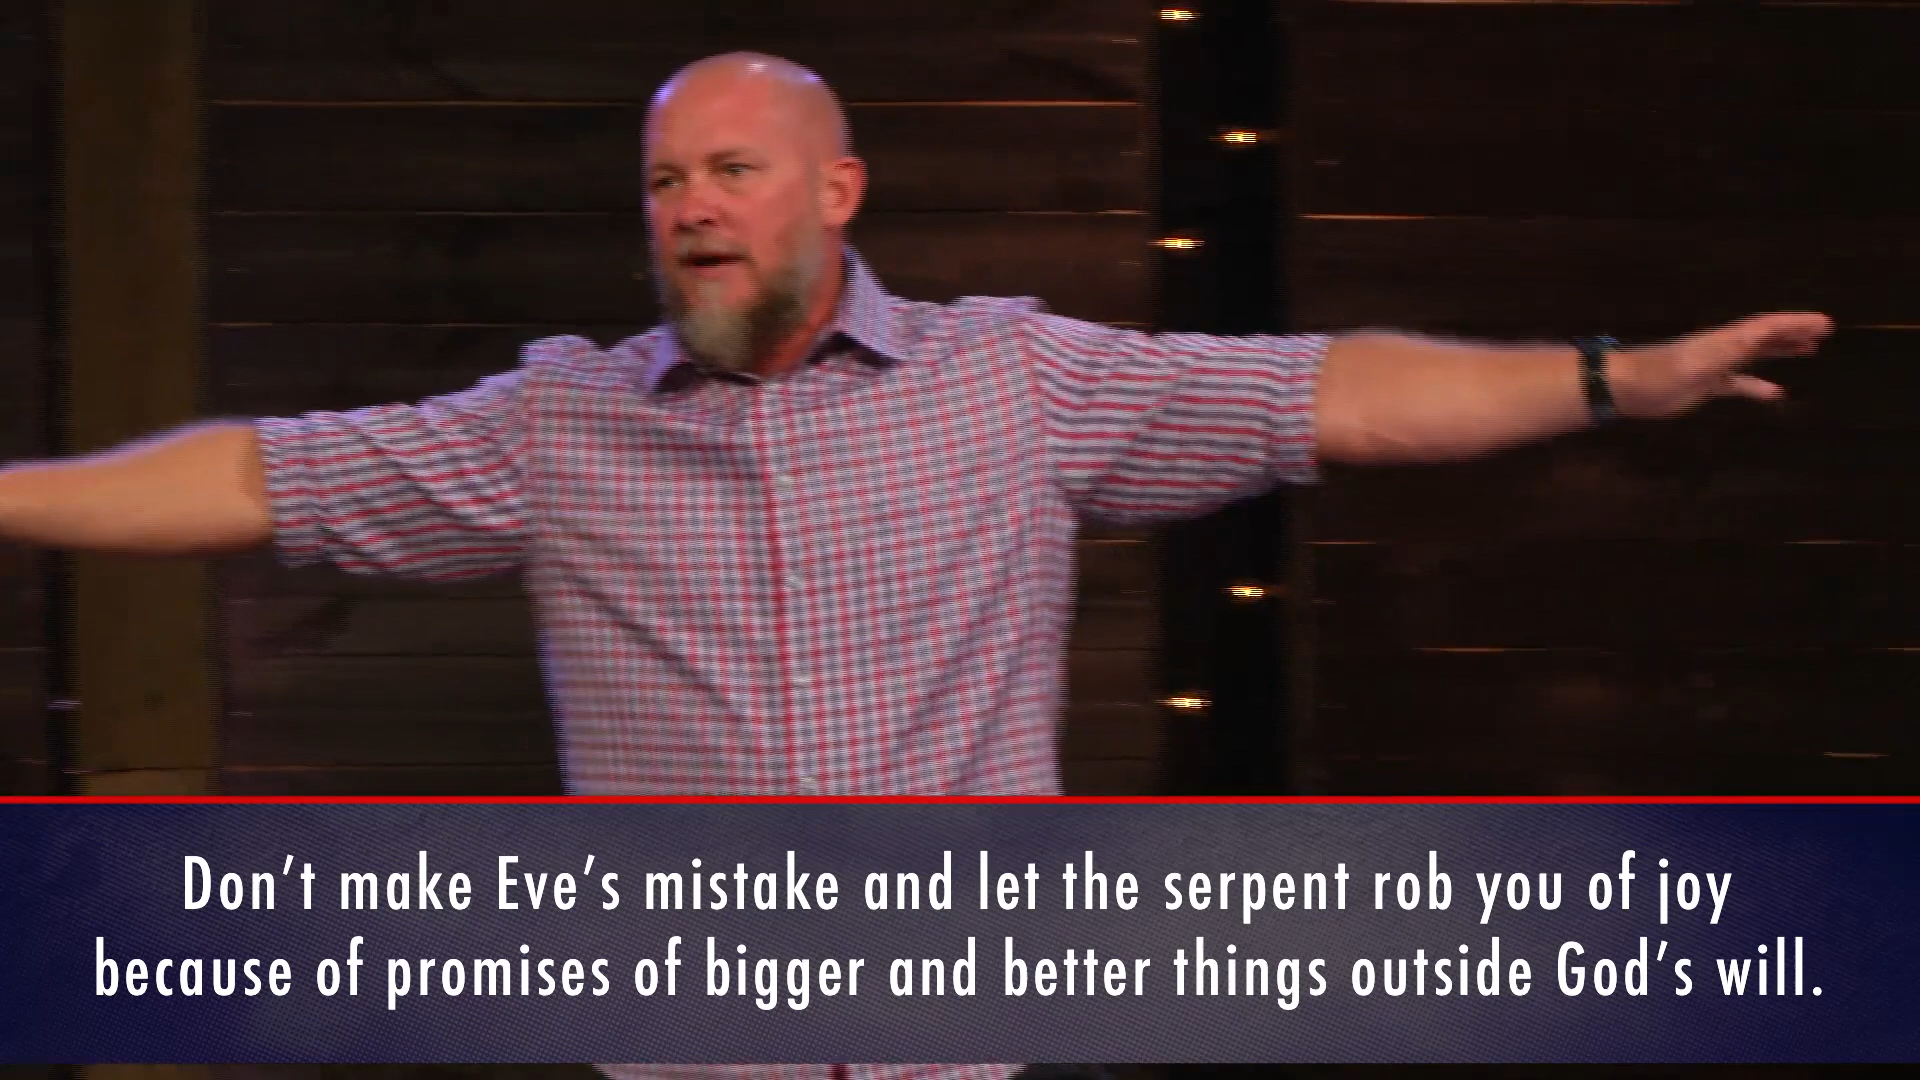 Don’t make Eve’s mistake and let the serpent rob you of joy
because of promises of bigger and better things outside God’s will.